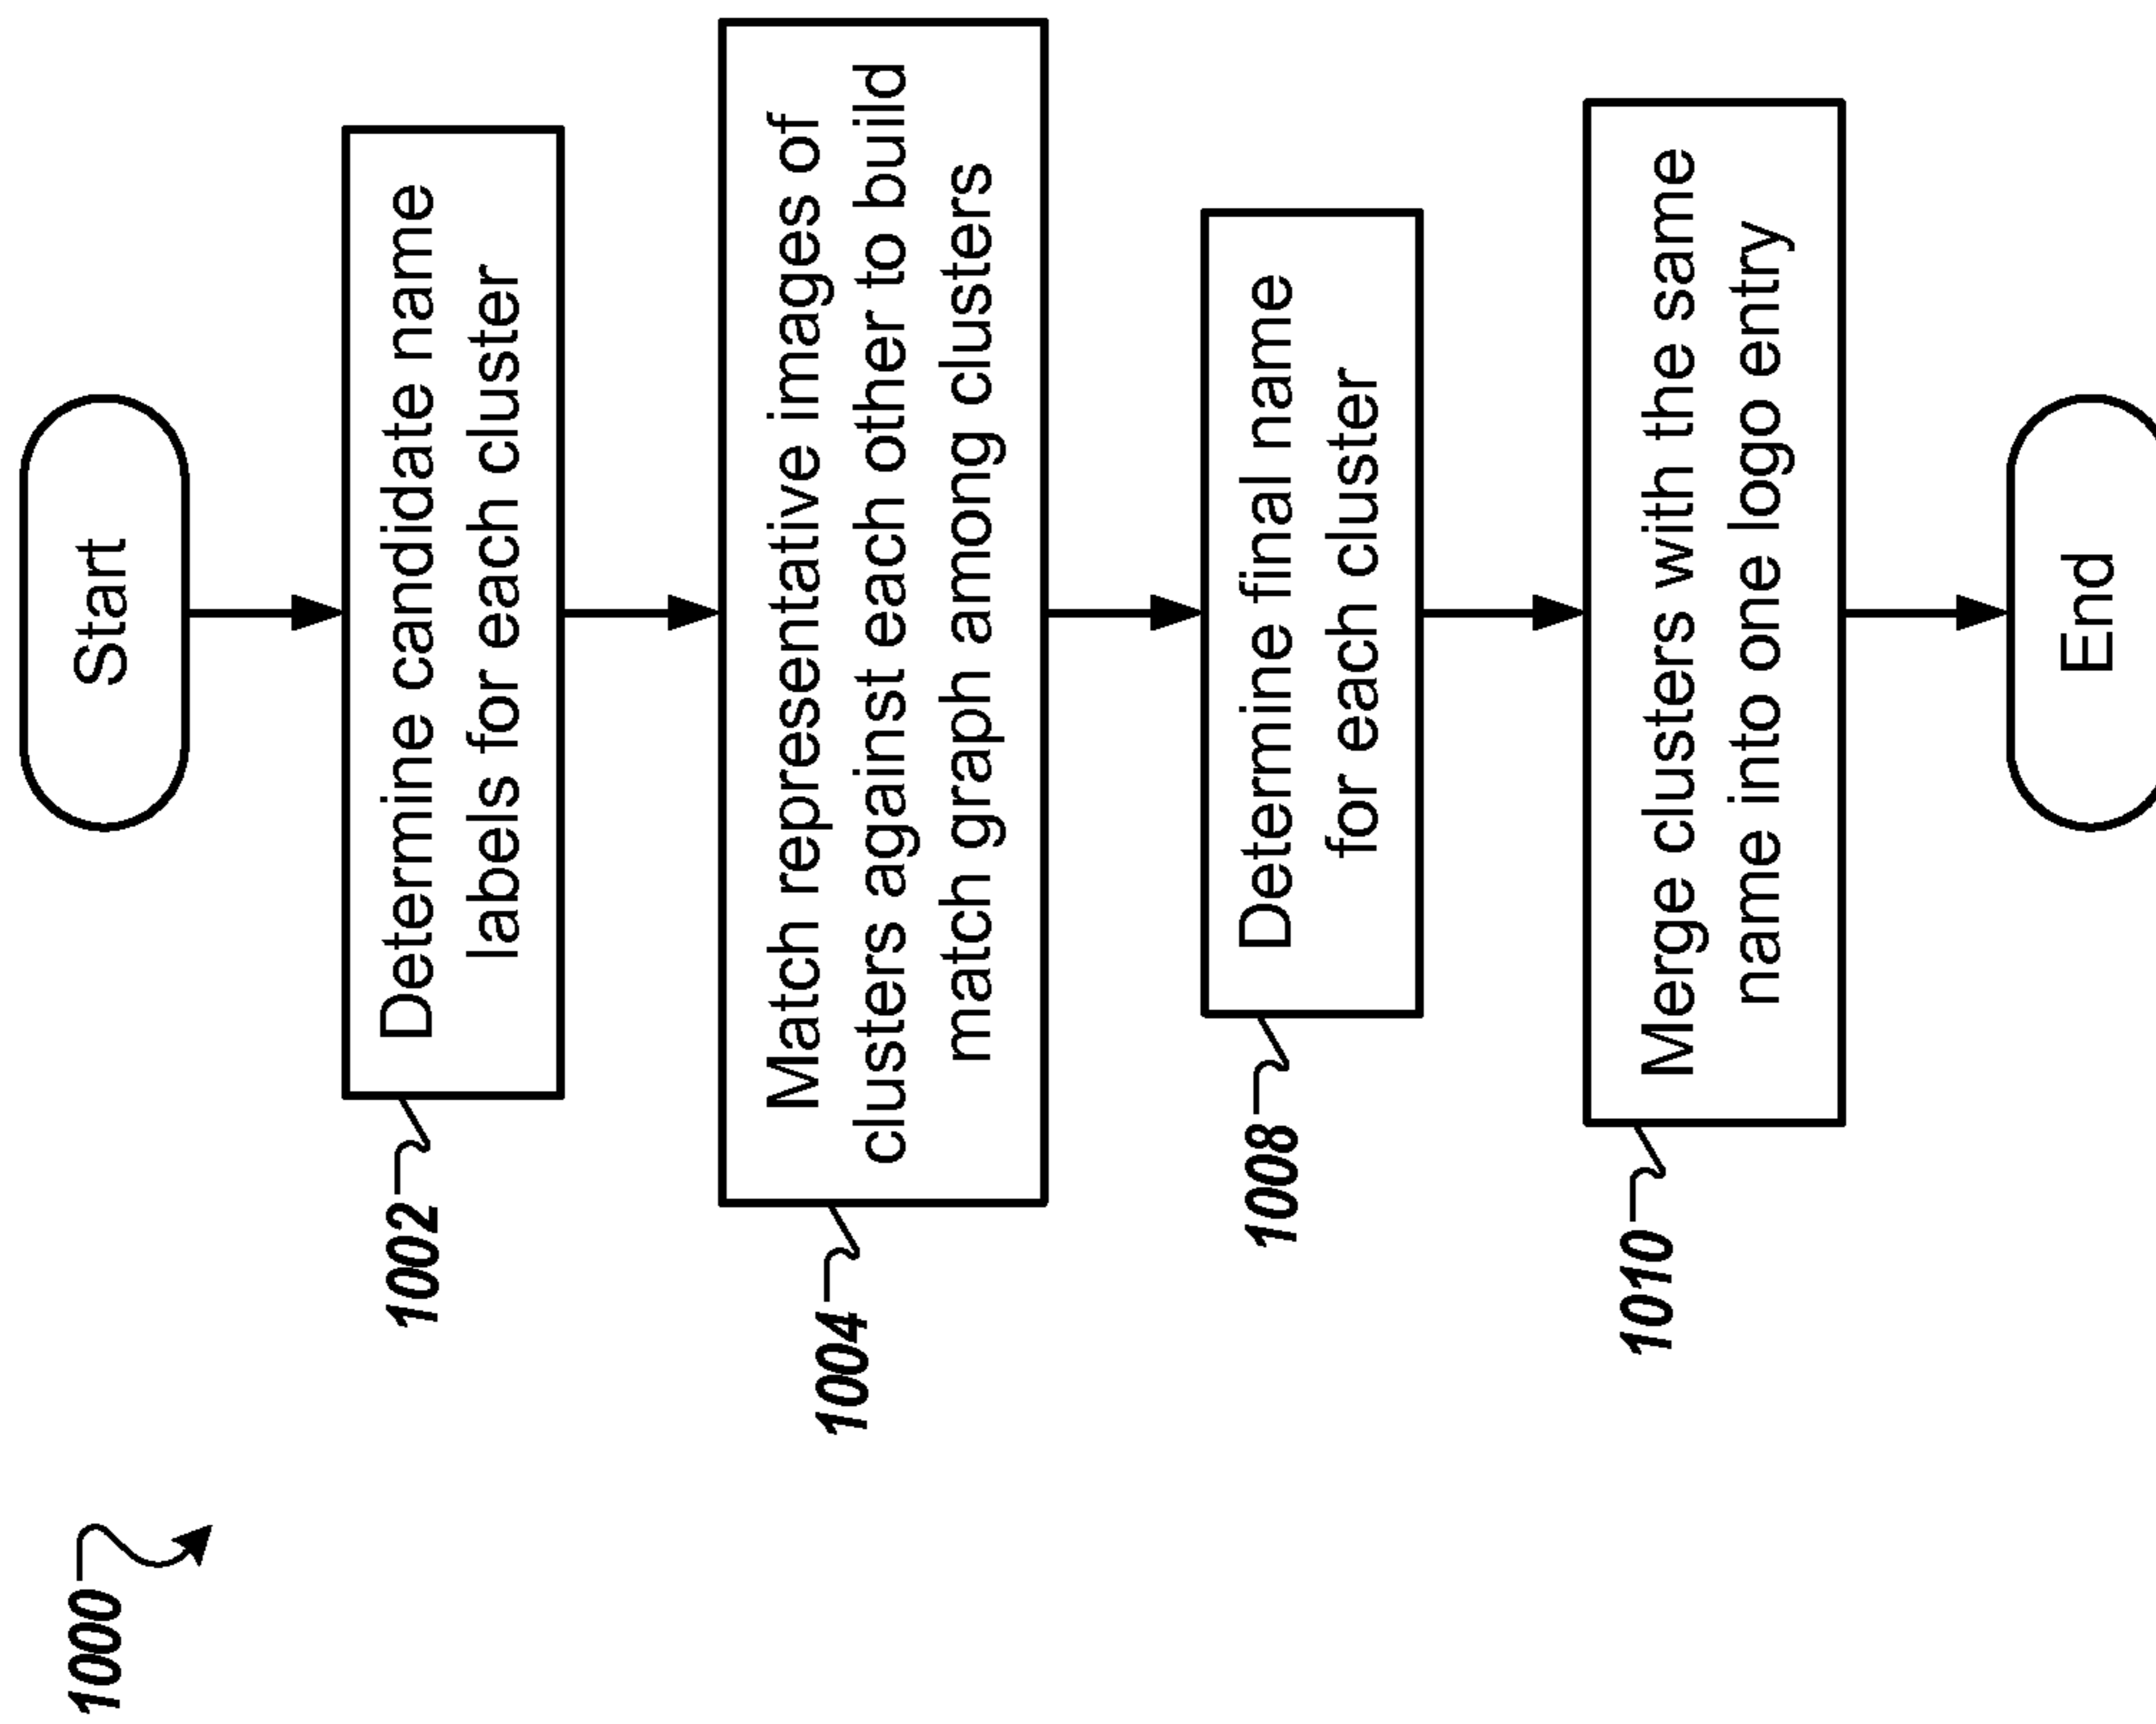 1000
Start
1002
Determine candidate name
labels for each cluster
1004
Match representative images of
clusters against each other to build
match graph among clusters
1008
Determine final name
for each cluster
1010
Merge clusters with the same
name into one logo entry
End